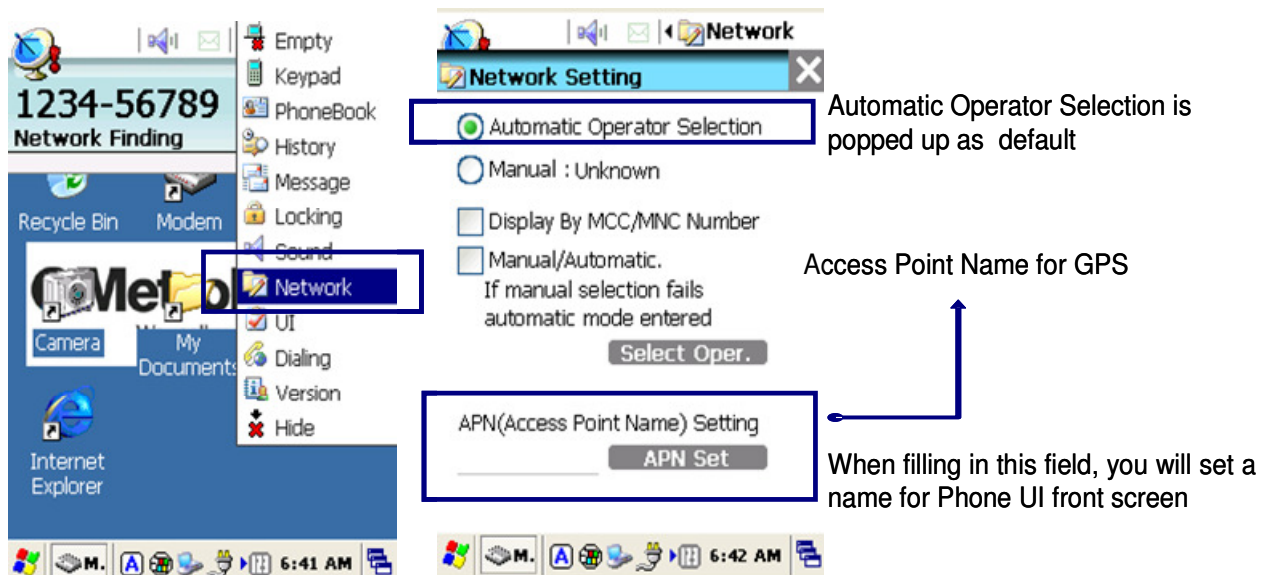 1234-56789
Network Finding
Recycle Bin
Modem
Camera
My Documents
Internet Explorer
Empty
Keypad
PhoneBook
History
Message
Locking
Sound
Network
UI
Dialing
Version
Hide
M.
A
6:41 AM
Network
Network Setting
Automatic Operator Selection
Manual : Unknown
Display By MCC/MNC Number
Manual/Automatic.
If manual selection fails
automatic mode entered
Select Oper.
APN(Access Point Name) Setting
APN Set
M.
A
6:42 AM
Automatic Operator Selection is
popped up as default
Access Point Name for GPS
When filling in this field, you will set a
name for Phone UI front screen